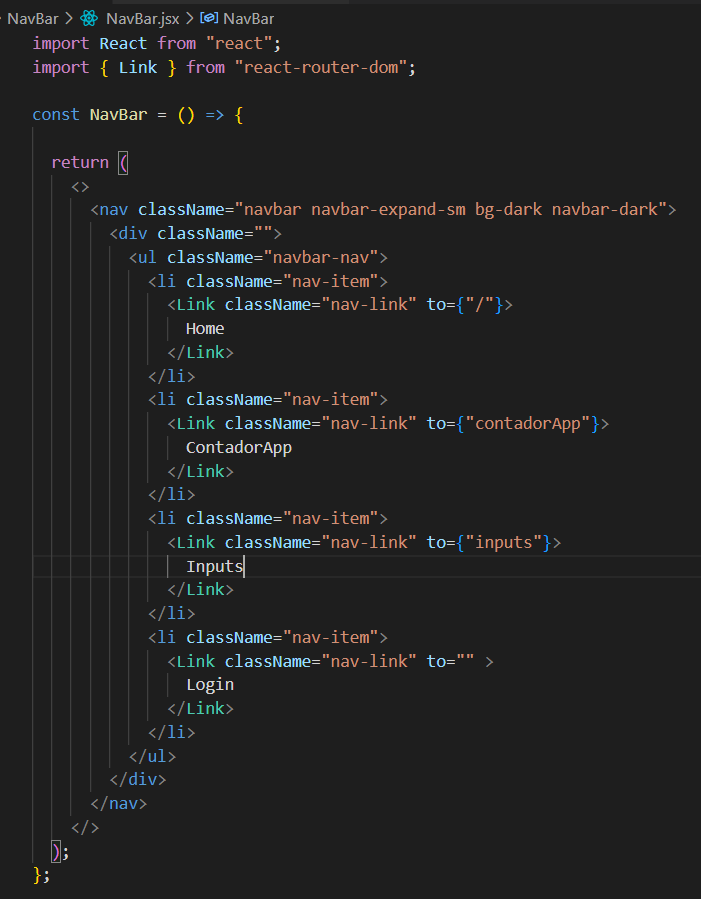 NavBar > NavBar.jsx > NavBar
import React from "react";
import { Link } from "react-router-dom";

const NavBar = () => {

  return (
    <>
      <nav className="navbar navbar-expand-sm bg-dark navbar-dark">
        <div className="">
          <ul className="navbar-nav">
            <li className="nav-item">
              <Link className="nav-link" to={"/"}>
                Home
              </Link>
            </li>
            <li className="nav-item">
              <Link className="nav-link" to={"contadorApp"}>
                ContadorApp
              </Link>
            </li>
            <li className="nav-item">
              <Link className="nav-link" to={"inputs"}>
                Inputs
              </Link>
            </li>
            <li className="nav-item">
              <Link className="nav-link" to="" >
                Login
              </Link>
            </li>
          </ul>
        </div>
      </nav>
    </>
  );
};